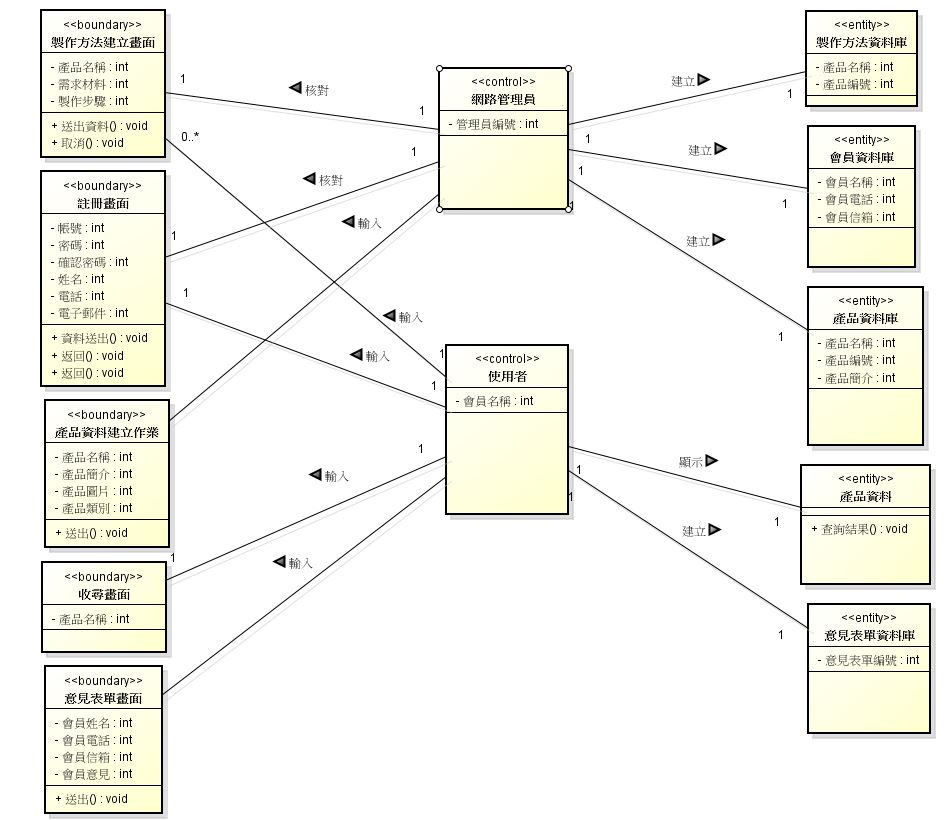 <<boundary>>
製作方法建立畫面
- 產品名稱 : int
- 需求材料 : int
- 製作步驟 : int
+ 送出資料() : void
+ 取消() : void
<<boundary>>
註冊畫面
- 帳號 : int
- 密碼 : int
- 確認密碼 : int
- 姓名 : int
- 電話 : int
- 電子郵件 : int
+ 資料送出() : void
+ 返回() : void
+ 返回() : void
<<boundary>>
產品資料建立作業
- 產品名稱 : int
- 產品簡介 : int
- 產品圖片 : int
- 產品類別 : int
+ 送出() : void
<<boundary>>
收尋畫面
- 產品名稱 : int
<<boundary>>
意見表單畫面
- 會員姓名 : int
- 會員電話 : int
- 會員信箱 : int
- 會員意見 : int
+ 送出() : void
1
核對
1
0..*
1
核對
1
輸入
1
輸入
1
輸入
1
1
輸入
1
輸入
<<control>>
網路管理員
- 管理員編號 : int
<<control>>
使用者
- 會員名稱 : int
建立
1
1
建立
1
1
建立
1
1
顯示
1
1
建立
1
1
<<entity>>
製作方法資料庫
- 產品名稱 : int
- 產品編號 : int
<<entity>>
會員資料庫
- 會員名稱 : int
- 會員電話 : int
- 會員信箱 : int
<<entity>>
產品資料庫
- 產品名稱 : int
- 產品編號 : int
- 產品簡介 : int
<<entity>>
產品資料
+ 查詢結果() : void
<<entity>>
意見表單資料庫
- 意見表單編號 : int